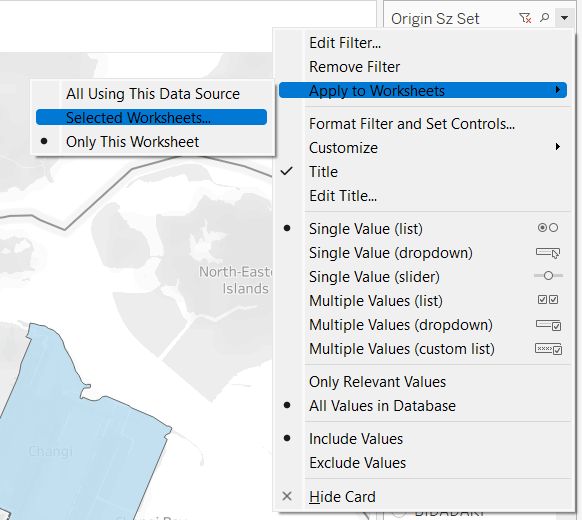 Origin Sz Set
Edit Filter...
Remove Filter
Apply to Worksheets
All Using This Data Source
Selected Worksheets...
Only This Worksheet
Format Filter and Set Controls...
Customize
Title
Edit Title...
Single Value (list)
Single Value (dropdown)
Single Value (slider)
Multiple Values (list)
Multiple Values (dropdown)
Multiple Values (custom list)
Only Relevant Values
All Values in Database
Include Values
Exclude Values
Hide Card
North-Easte
Islands
Changi